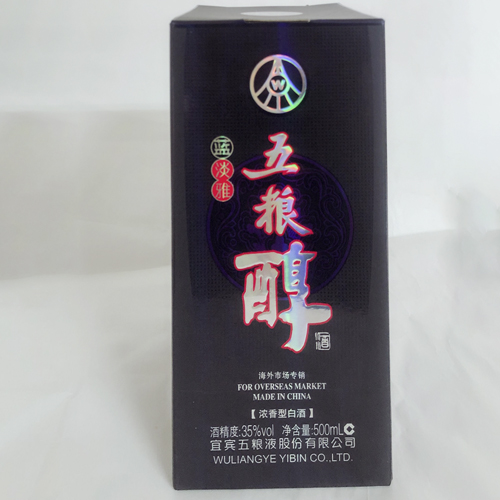 W
蓝
淡雅
五粮醇
酒
海外市场专销
FOR OVERSEAS MARKET
MADE IN CHINA
【浓香型白酒】
酒精度:35%vol 净含量:500mL C
宜宾五粮液股份有限公司
WULIANGYE YIBIN CO.,LTD.